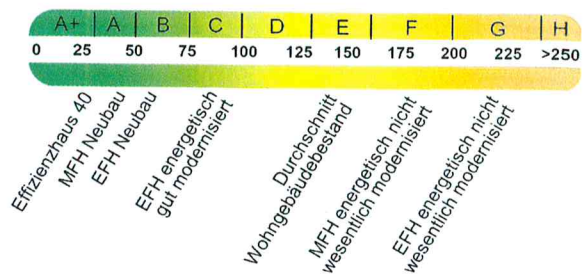 A+ A B C D E F G H
0 25 50 75 100 125 150 175 200 225 >250
Effizienzhaus 40
MFH Neubau
EFH Neubau
EFH energetisch
gut modernisiert
Durchschnitt
Wohngebäudebestand
MFH energetisch nicht
wesentlich modernisiert
EFH energetisch nicht
wesentlich modernisiert